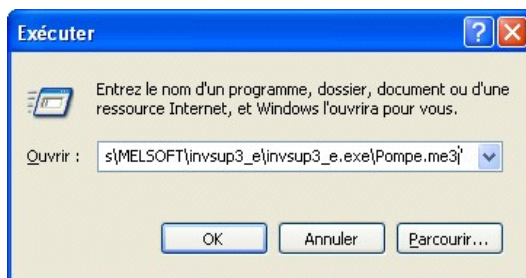 Exécuter
Entrez le nom d'un programme, dossier, document ou d'une
ressource Internet, et Windows l'ouvrira pour vous.
Ouvrir : s\MELSOFT\invsup3_e\invsup3_e.exe\Pompe.me3j'
OK Annuler Parcourir...